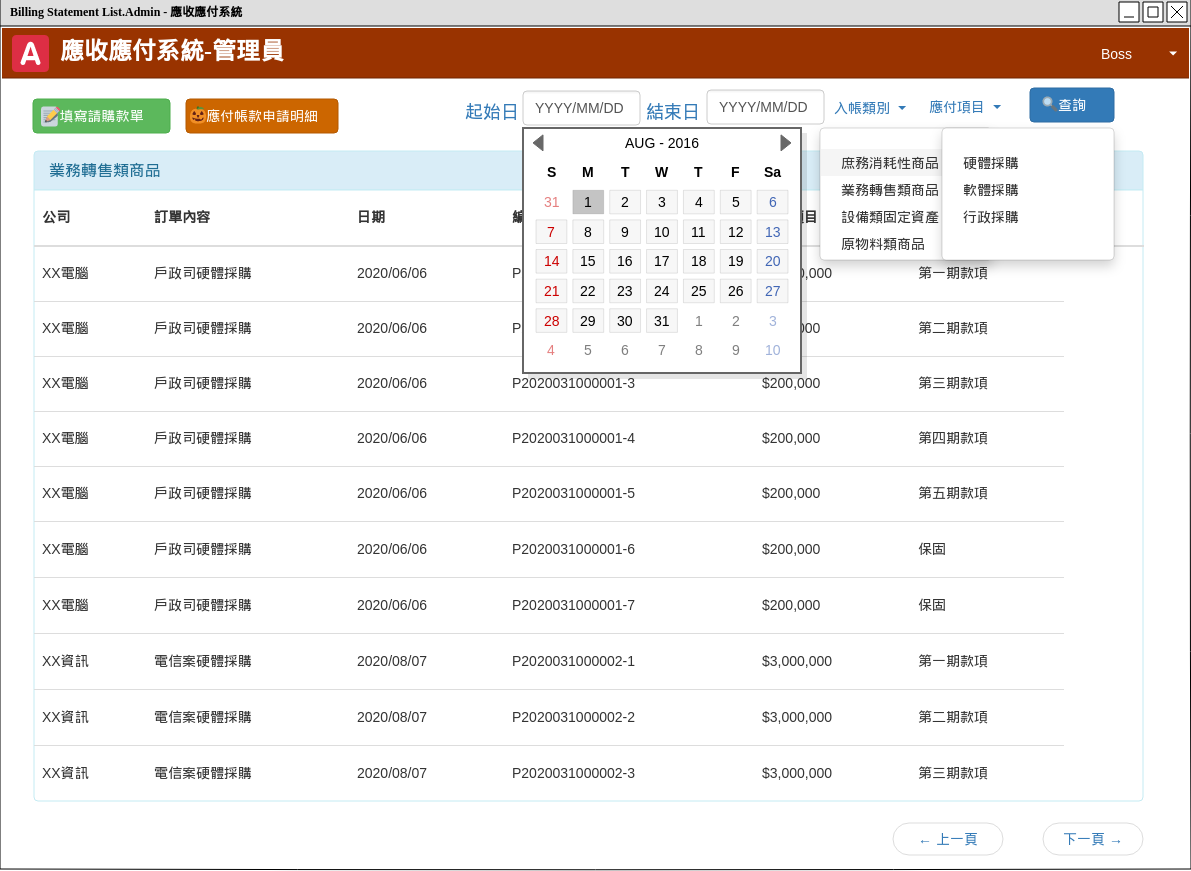 Billing Statement List.Admin - 應收應付系統
A 應收應付系統-管理員 Boss
填寫請購款單 應付帳款申請明細 起始日 YYYY/MM/DD 結束日 YYYY/MM/DD 入帳類別 應付項目 查詢
AUG - 2016
S M T W T F Sa
31 1 2 3 4 5 6
7 8 9 10 11 12 13
14 15 16 17 18 19 20
21 22 23 24 25 26 27
28 29 30 31 1 2 3
4 5 6 7 8 9 10
庶務消耗性商品 硬體採購
業務轉售類商品 軟體採購
設備類固定資產 行政採購
原物料類商品
業務轉售類商品
公司 訂單內容 日期
XX電腦 戶政司硬體採購 2020/06/06 第一期款項
XX電腦 戶政司硬體採購 2020/06/06 第二期款項
XX電腦 戶政司硬體採購 2020/06/06 P2020031000001-3 $200,000 第三期款項
XX電腦 戶政司硬體採購 2020/06/06 P2020031000001-4 $200,000 第四期款項
XX電腦 戶政司硬體採購 2020/06/06 P2020031000001-5 $200,000 第五期款項
XX電腦 戶政司硬體採購 2020/06/06 P2020031000001-6 $200,000 保固
XX電腦 戶政司硬體採購 2020/06/06 P2020031000001-7 $200,000 保固
XX資訊 電信案硬體採購 2020/08/07 P2020031000002-1 $3,000,000 第一期款項
XX資訊 電信案硬體採購 2020/08/07 P2020031000002-2 $3,000,000 第二期款項
XX資訊 電信案硬體採購 2020/08/07 P2020031000002-3 $3,000,000 第三期款項
← 上一頁 下一頁 →